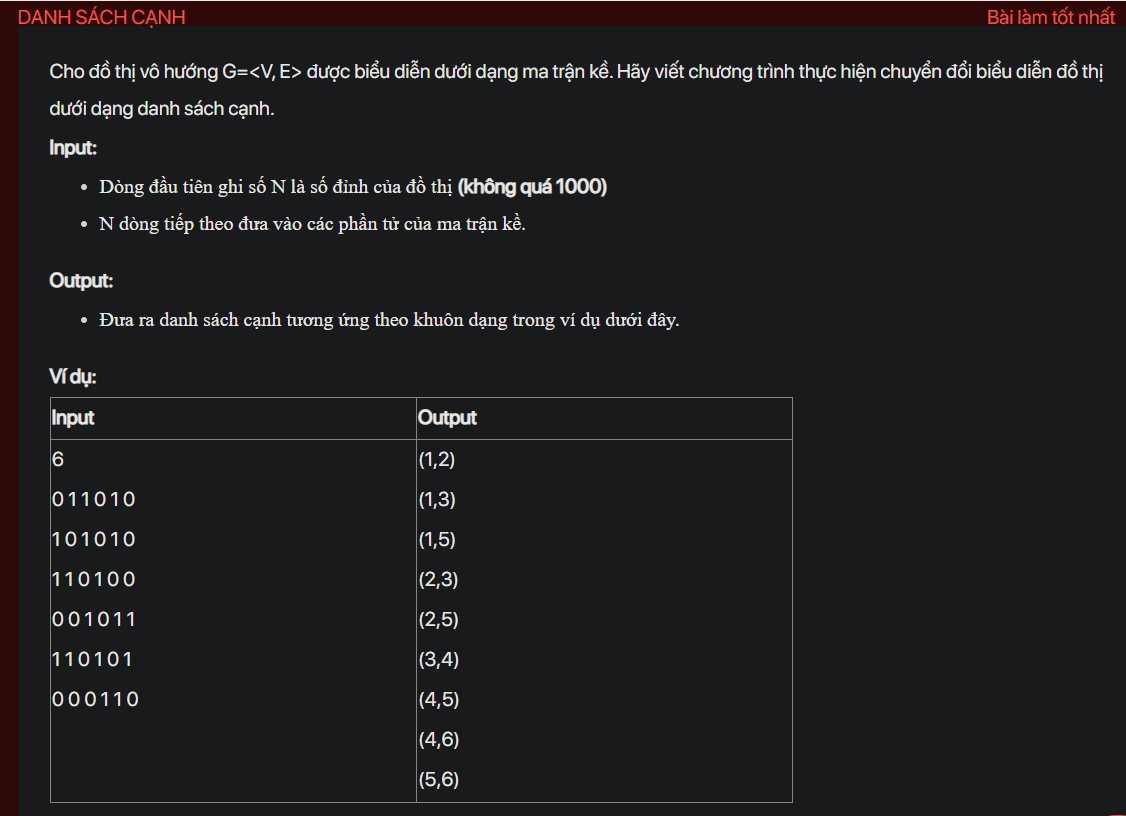 DANH SÁCH CẠNH
Bài làm tốt nhất
Cho đồ thị vô hướng G=<V, E> được biểu diễn dưới dạng ma trận kề. Hãy viết chương trình thực hiện chuyển đổi biểu diễn đồ thị
dưới dạng danh sách cạnh.
Input:
• Dòng đầu tiên ghi số N là số đỉnh của đồ thị (không quá 1000)
• N dòng tiếp theo đưa vào các phần tử của ma trận kề.
Output:
• Đưa ra danh sách cạnh tương ứng theo khuôn dạng trong ví dụ dưới đây.
Ví dụ:
Input Output
6 (1,2)
0 1 1 0 1 0 (1,3)
1 0 1 0 1 0 (1,5)
1 1 0 1 0 0 (2,3)
0 0 1 0 1 1 (2,5)
1 1 0 1 0 1 (3,4)
0 0 0 1 1 0 (4,5)
(4,6)
(5,6)